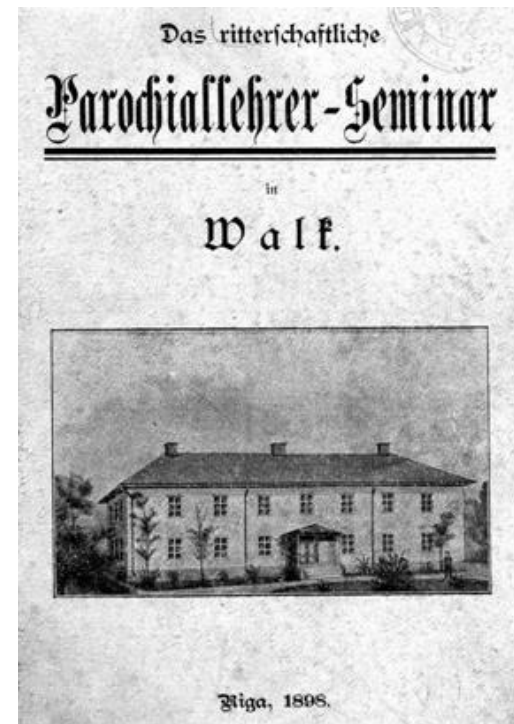 Das ritterschaftliche
Parochiallehrer-Seminar
in
Walk.
Riga, 1898.